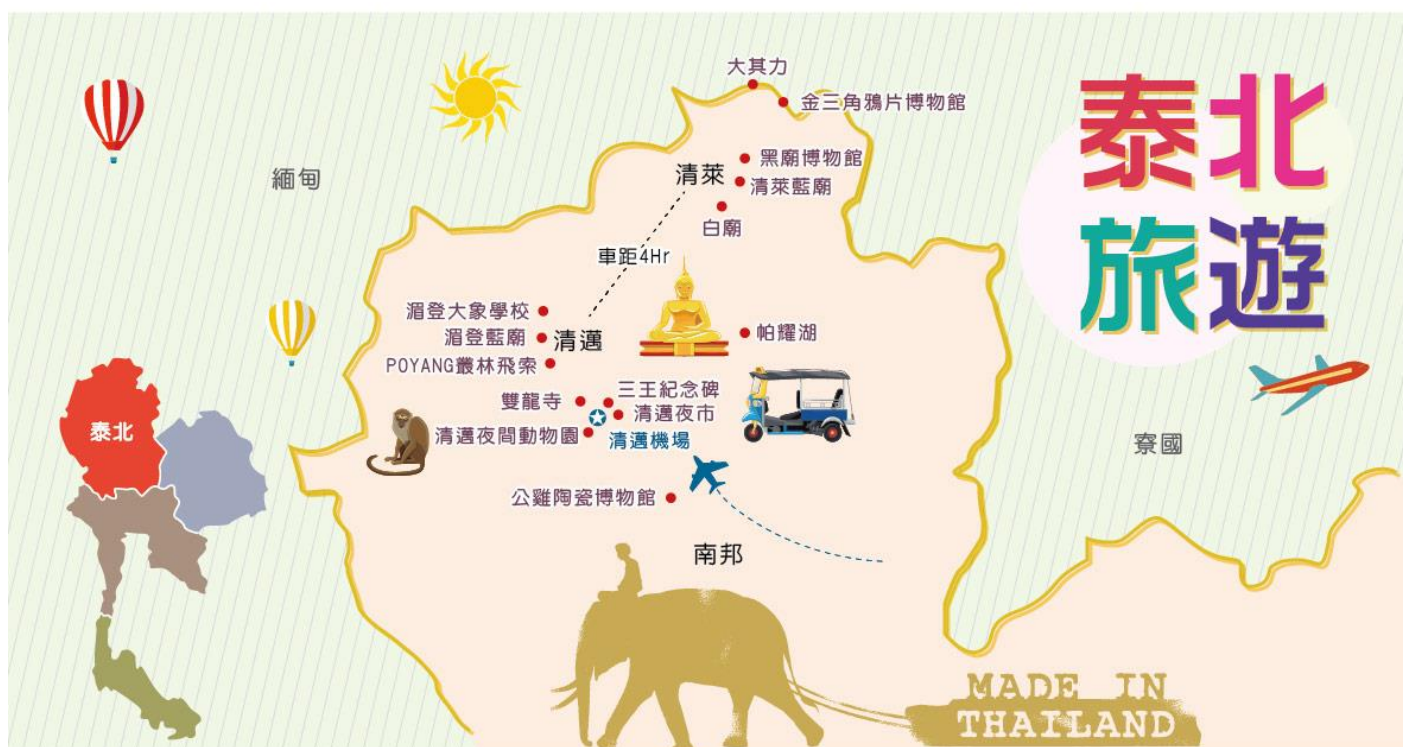 泰北
旅遊
大其力
金三角鴉片博物館
緬甸
黑廟博物館
清萊
清萊藍廟
白廟
車距4Hr
湄登大象學校
湄登藍廟
清邁
帕耀湖
POYANG叢林飛索
三王紀念碑
雙龍寺
清邁夜市
清邁夜間動物園
清邁機場
泰北
寮國
公雞陶瓷博物館
南邦
MADE IN
THAILAND